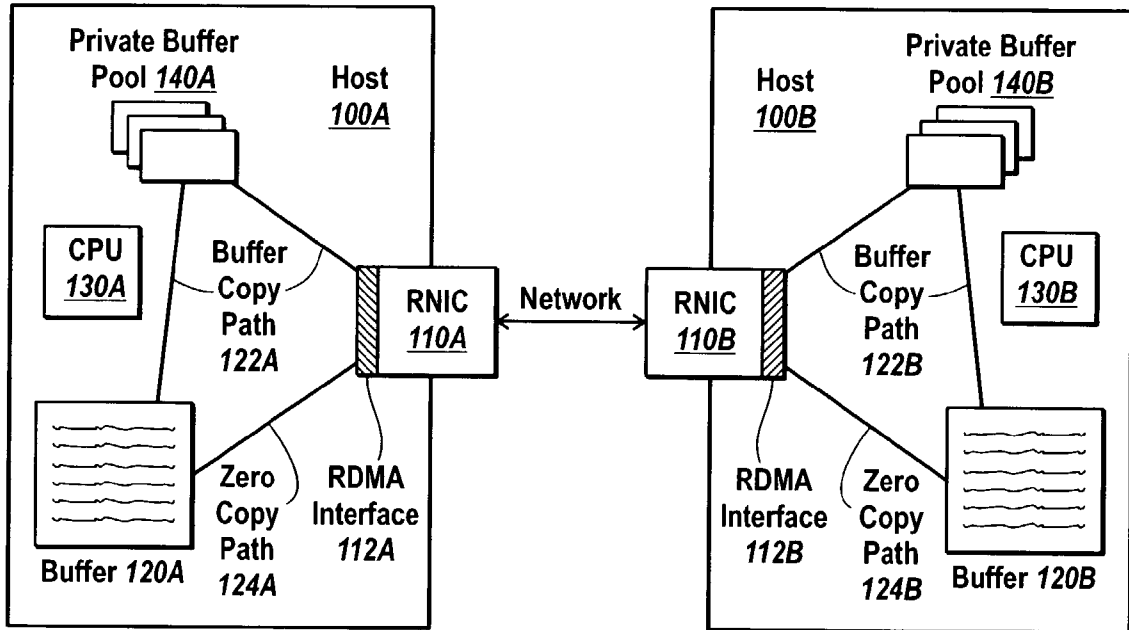 Private Buffer
Pool 140A
Host
100A
CPU
130A
Buffer
Copy
Path
122A
RNIC
110A
Buffer 120A
Zero
Copy
Path
124A
RDMA
Interface
112A
Network
Private Buffer
Pool 140B
Host
100B
RNIC
110B
Buffer
Copy
Path
122B
CPU
130B
RDMA
Interface
112B
Zero
Copy
Path
124B
Buffer 120B